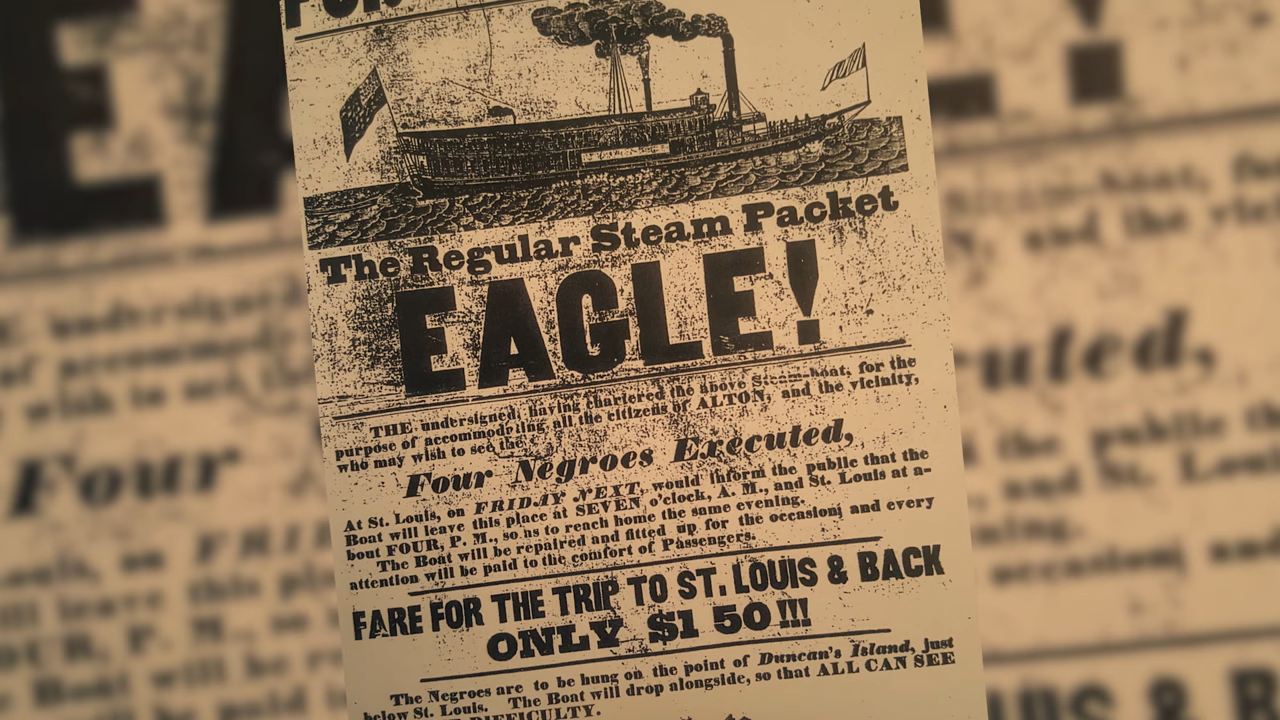 The Regular Steam Packet
EAGLE!
THE undersigned, having chartered the above Steam-boat, for the
purpose of accommodating all the citizens of ALTON, and the vicinity,
who may wish to see the
Four Negroes Executed,
At St. Louis, on FRIDAY NEXT, would inform the public that the
Boat will leave this place at SEVEN o'clock, A. M., and St. Louis at a-
bout FOUR, P. M., so as to reach home the same evening.
The Boat will be repaired and fitted up for the occasion; and every
attention will be paid to the comfort of Passengers.
FARE FOR THE TRIP TO ST. LOUIS & BACK
ONLY $1 50!!!
The Negroes are to be hung on the point of Duncan's Island, just
below St. Louis. The Boat will drop alongside, so that ALL CAN SEE
DIFFICULTY.